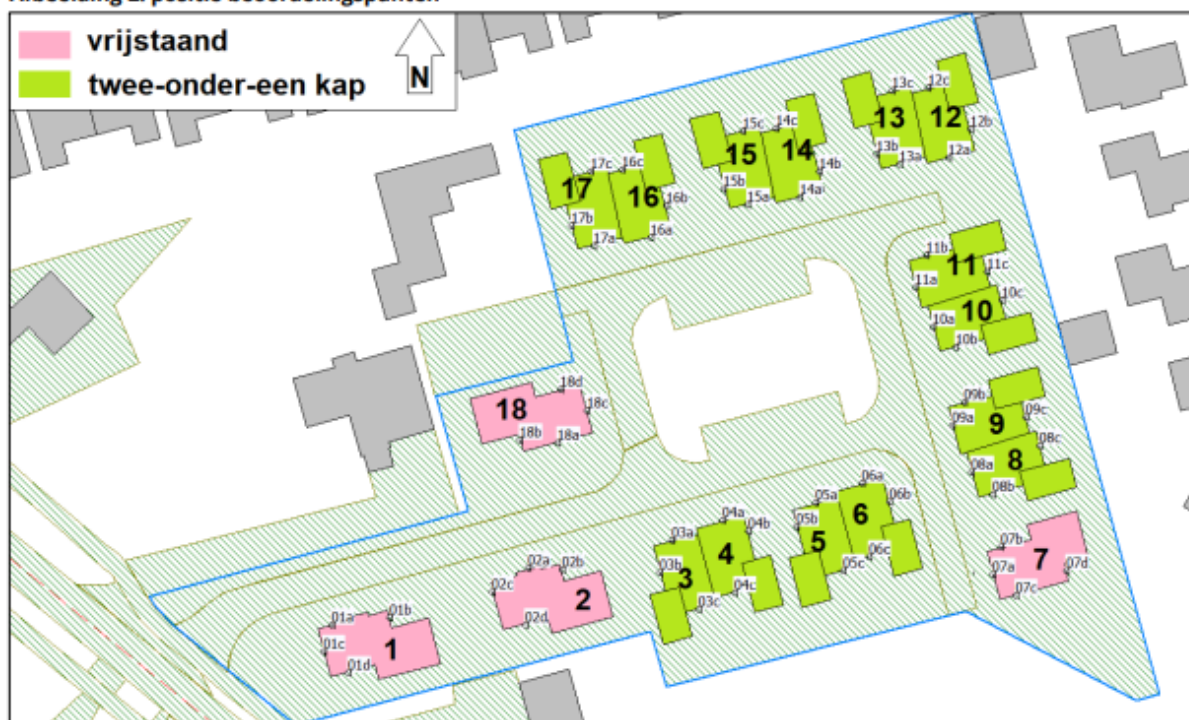 Afbeelding 2: positie beoordelingspunten
vrijstaand
twee-onder-een kap
N
13c 12c
13 12 12b
13b 13a 12a
15c 14c
15 14 14b
15b 15a 14a
17c 16c
17 16 16b
17b 17a 16a
11b
11 11c
11a
10c
10a 10
10b
18d
18 18c
18b 18a
09b
09a 9 09c
08c
08a 8
08b
06a
05a 06b
05b 6
5 06c
05c
04a
03a 04b
4
03b 3 04c
03c
07b
07a 7 07d
07c
02a 02b
02c 2
02d
01a 01b
01c 1
01d